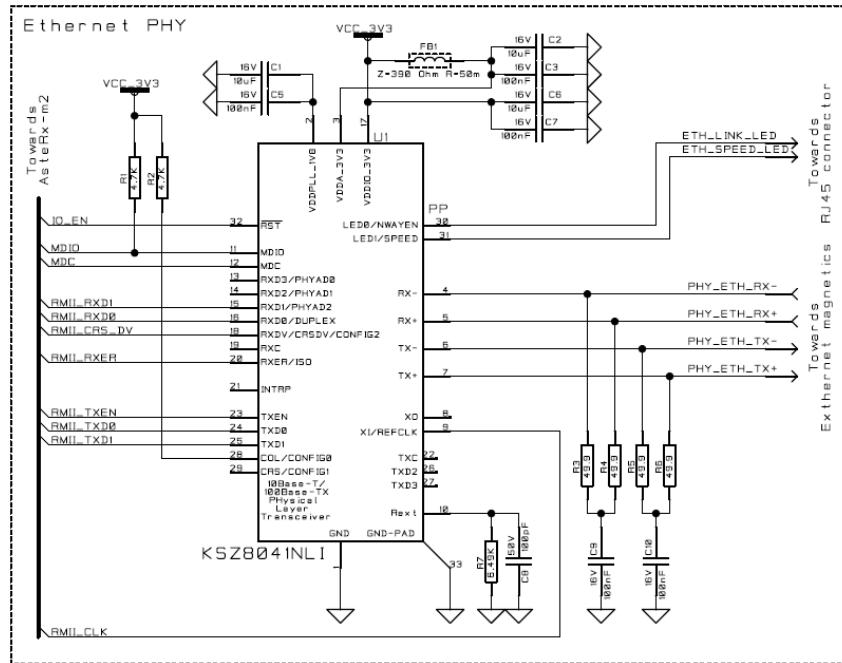 Ethernet PHY
VCC_3V3
FB1
Z=390 Ohm R=50m
16V C1
10uF
16V C5
100nF
16V C2
10uF
16V C3
100nF
16V C6
10uF
16V C7
100nF
VCC_3V3
Towards
AsteRx-m2
R1 4.7K
R2 4.7K
2 VDDPLL_1V8
3 VDDA_3V3
17 VDDIO_3V3
U1
PP
ETH_LINK_LED
ETH_SPEED_LED
Towards
RJ45 connector
IO_EN 32 RST
MDIO 11 MDIO
MDC 12 MDC
13 RXD3/PHYAD0
14 RXD2/PHYAD1
RMII_RXD1 15 RXD1/PHYAD2
RMII_RXD0 16 RXD0/DUPLEX
RMII_CRS_DV 18 RXDV/CRSDV/CONFIG2
19 RXC
RMII_RXER 20 RXER/ISO
21 INTRP
RMII_TXEN 23 TXEN
RMII_TXD0 24 TXD0
RMII_TXD1 25 TXD1
28 COL/CONFIG0
29 CRS/CONFIG1
LED0/NWAYEN 30
LED1/SPEED 31
RX- 4 PHY_ETH_RX-
RX+ 5 PHY_ETH_RX+
TX- 6 PHY_ETH_TX-
TX+ 7 PHY_ETH_TX+
Towards
Exthernet magnetics
XO 8
XI/REFCLK 9
TXC 22
TXD2 26
TXD3 27
Rext 10
10Base-T/
100Base-TX
PHysical
Layer
Transceiver
GND 1
GND-PAD 33
KSZ8041NLI
R3 49.9
R4 49.9
R5 49.9
R6 49.9
R7 6.49K
50V 100pF
C8
C9
16V 100nF
C10
16V 100nF
RMII_CLK